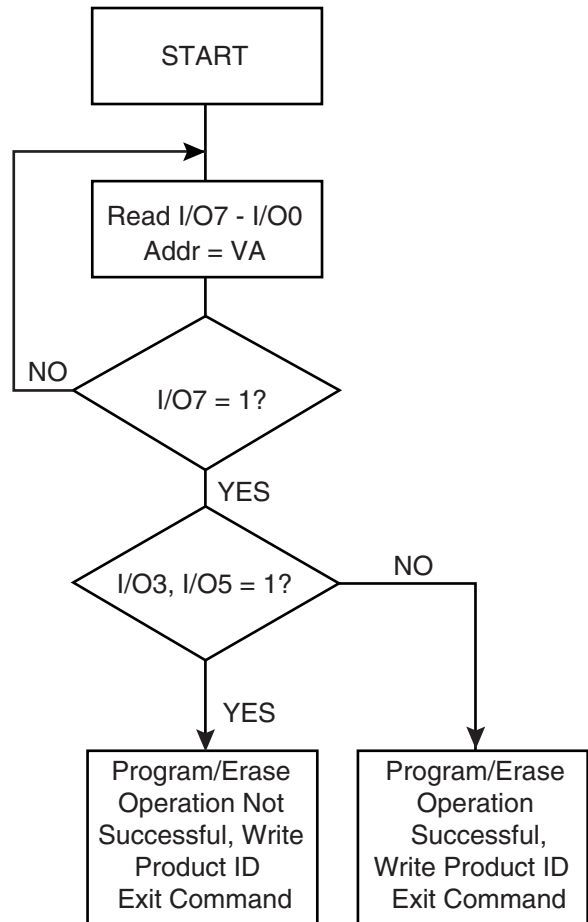 START
Read I/O7 - I/O0
Addr = VA
NO
I/O7 = 1?
YES
I/O3, I/O5 = 1?
NO
YES
Program/Erase
Operation Not
Successful, Write
Product ID
Exit Command
Program/Erase
Operation
Successful,
Write Product ID
Exit Command